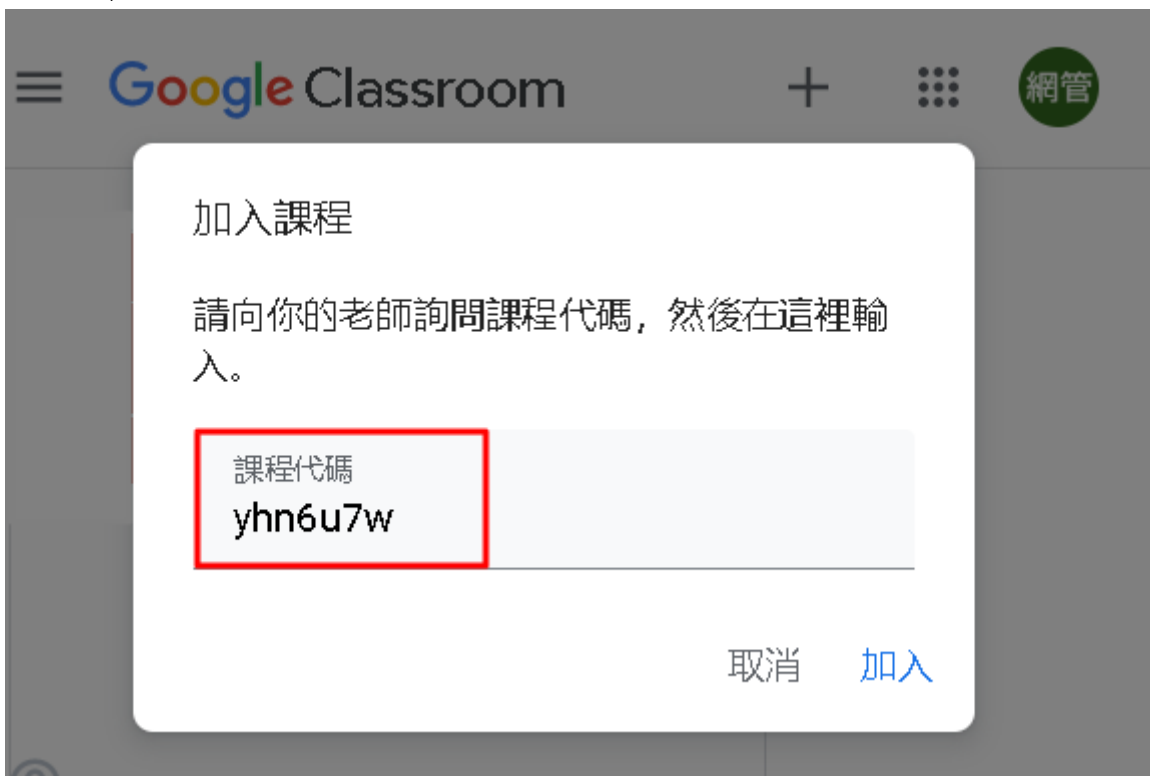 Google Classroom
網管
加入課程
請向你的老師詢問課程代碼，然後在這裡輸
入。
課程代碼
yhn6u7w
取消 加入